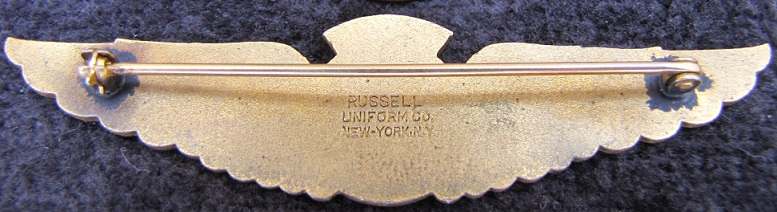 RUSSELL
UNIFORM CO.
NEW-YORK.N.Y.